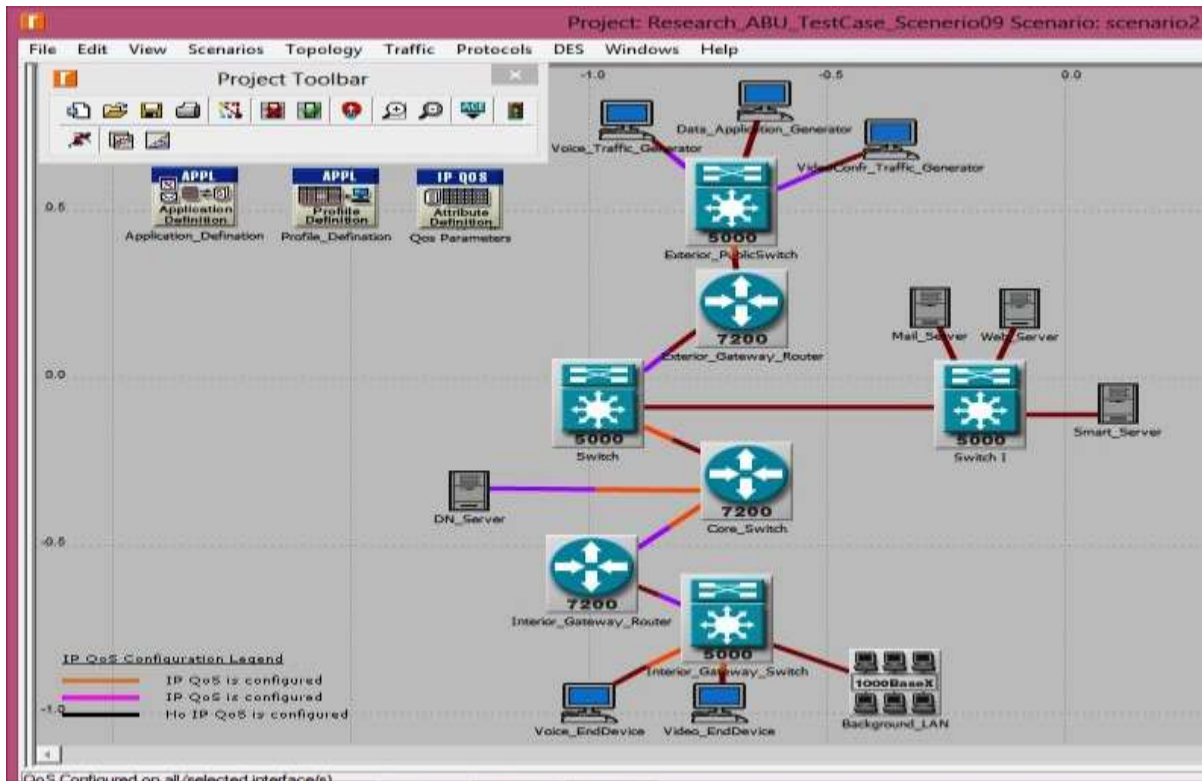 Project: Research_ABU_TestCase_Scenerio09 Scenario: scenario2
File Edit View Scenarios Topology Traffic Protocols DES Windows Help
Project Toolbar
-1.0
-0.5
0.0
Data_Application_Generator
Voice_Traffic_Generator
VideoConfr_Traffic_Generator
APPL
Application
Definition
Application_Defination
APPL
Profile
Definition
Profile_Defination
IP QOS
Attribute
Definition
Qos Parameters
0.5
5000
Exterior_PublicSwitch
7200
Exterior_Gateway_Router
Mail_Server
Web_Server
0.0
5000
Switch
5000
Switch 1
Smart_Server
DN_Server
7200
Core_Switch
-0.5
7200
Interior_Gateway_Router
5000
Interior_Gateway_Switch
IP QoS Configuration Legend
IP QoS is configured
IP QoS is configured
No IP QoS is configured
-1.0
1000BaseX
Background_LAN
Voice_EndDevice
Video_EndDevice
QoS Configured on all/selected interface(s)